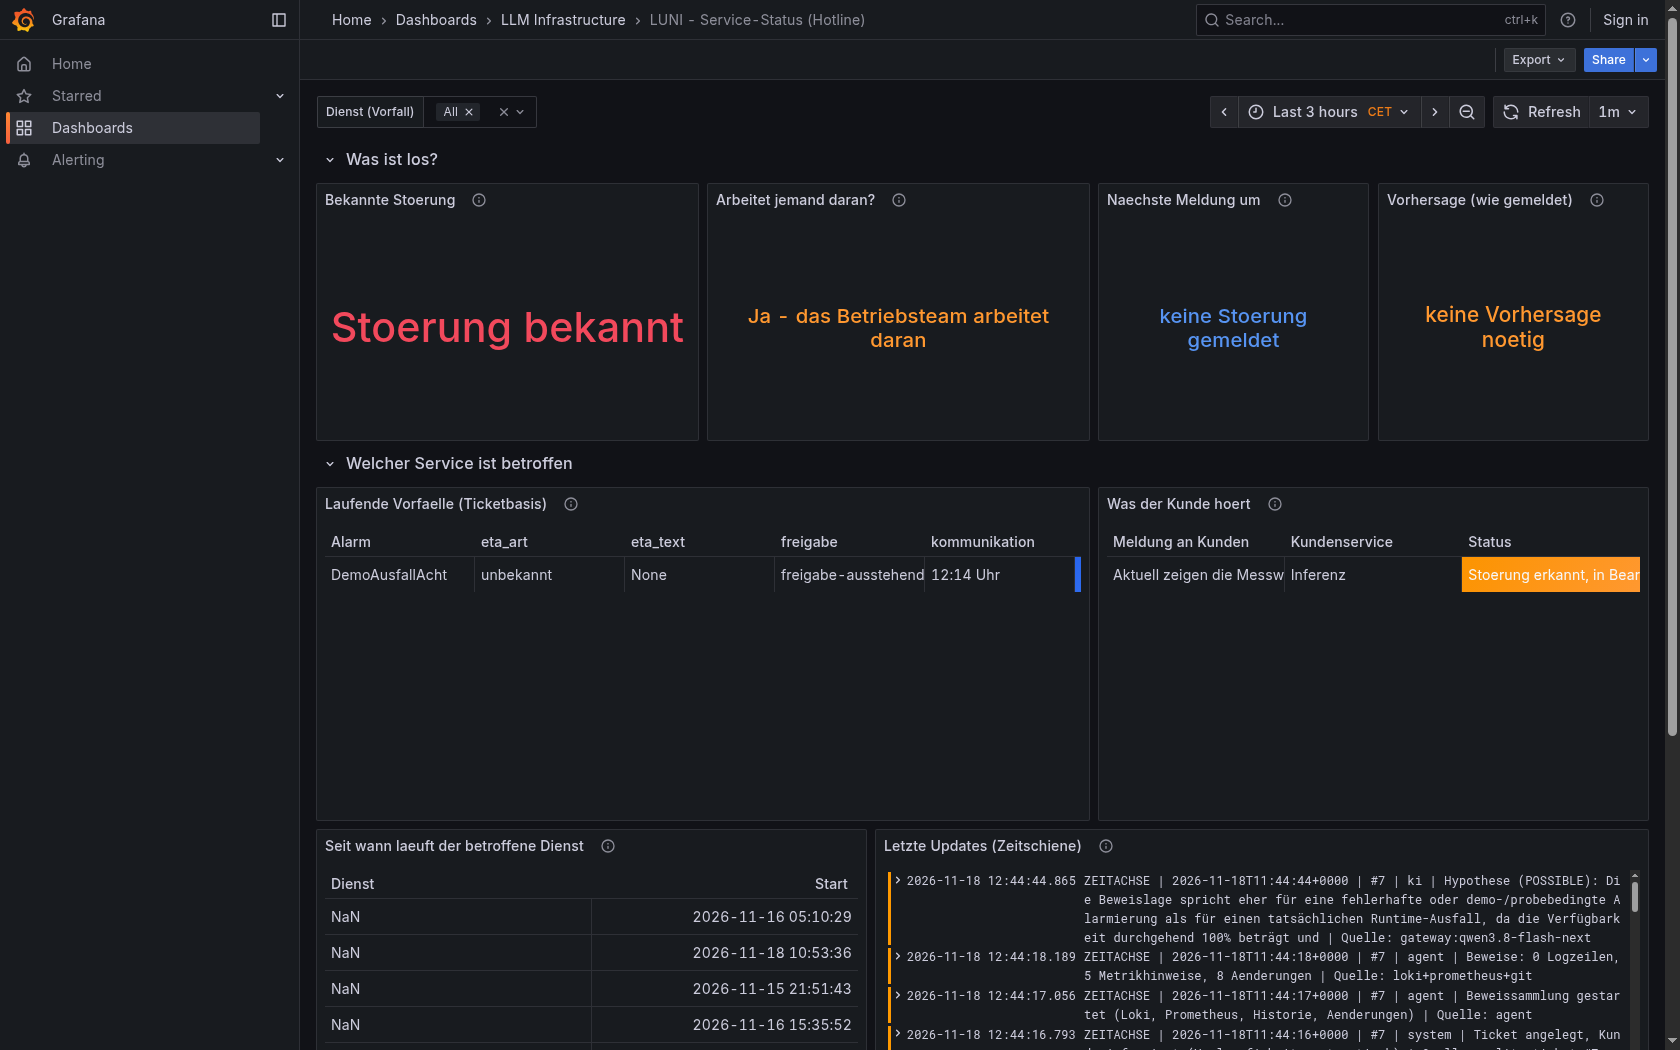 Grafana
Home
Starred
Dashboards
Alerting
Home › Dashboards › LLM Infrastructure › LUNI - Service-Status (Hotline)
Search... ctrl+k
Sign in
Export
Share
Dienst (Vorfall) All
Last 3 hours CET
Refresh 1m
Was ist los?
Bekannte Stoerung
Stoerung bekannt
Arbeitet jemand daran?
Ja - das Betriebsteam arbeitet
daran
Naechste Meldung um
keine Stoerung
gemeldet
Vorhersage (wie gemeldet)
keine Vorhersage
noetig
Welcher Service ist betroffen
Laufende Vorfaelle (Ticketbasis)
Alarm eta_art eta_text freigabe kommunikation
DemoAusfallAcht unbekannt None freigabe-ausstehend 12:14 Uhr
Was der Kunde hoert
Meldung an Kunden Kundenservice Status
Aktuell zeigen die Messw Inferenz Stoerung erkannt, in Bear
Seit wann laeuft der betroffene Dienst
Dienst Start
NaN 2026-11-16 05:10:29
NaN 2026-11-18 10:53:36
NaN 2026-11-15 21:51:43
NaN 2026-11-16 15:35:52
Letzte Updates (Zeitschiene)
2026-11-18 12:44:44.865 ZEITACHSE | 2026-11-18T11:44:44+0000 | #7 | ki | Hypothese (POSSIBLE): Di
e Beweislage spricht eher für eine fehlerhafte oder demo-/probebedingte A
larmierung als für einen tatsächlichen Runtime-Ausfall, da die Verfügbark
eit durchgehend 100% beträgt und | Quelle: gateway:qwen3.8-flash-next
2026-11-18 12:44:18.189 ZEITACHSE | 2026-11-18T11:44:18+0000 | #7 | agent | Beweise: 0 Logzeilen,
5 Metrikhinweise, 8 Aenderungen | Quelle: loki+prometheus+git
2026-11-18 12:44:17.056 ZEITACHSE | 2026-11-18T11:44:17+0000 | #7 | agent | Beweissammlung gestar
tet (Loki, Prometheus, Historie, Aenderungen) | Quelle: agent
2026-11-18 12:44:16.793 ZEITACHSE | 2026-11-18T11:44:16+0000 | #7 | system | Ticket angelegt, Kun